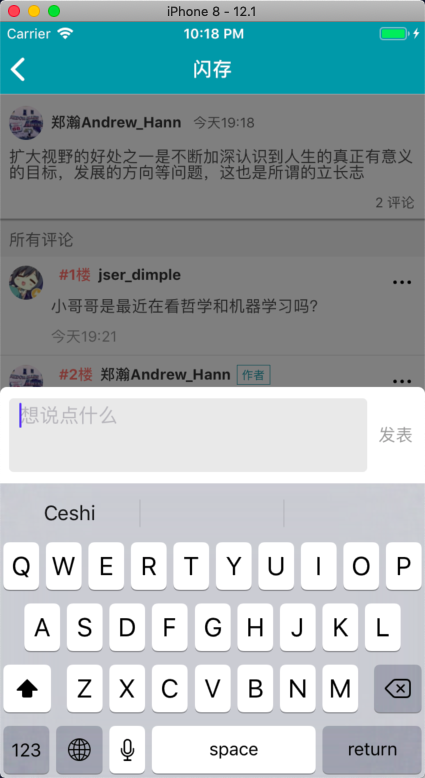 iPhone 8 - 12.1
Carrier 10:18 PM
闪存
郑瀚Andrew_Hann 今天19:18
扩大视野的好处之一是不断加深认识到人生的真正有意义
的目标，发展的方向等问题，这也是所谓的立长志
2 评论
所有评论
#1楼 jser_dimple
小哥哥是最近在看哲学和机器学习吗?
今天19:21
#2楼 郑瀚Andrew_Hann 作者
想说点什么
发表
Ceshi
Q W E R T Y U I O P
A S D F G H J K L
Z X C V B N M
123 space return